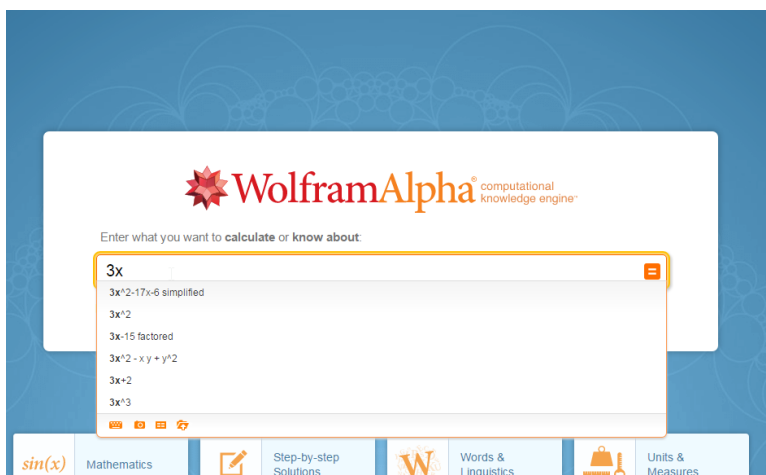 WolframAlpha® computational
knowledge engine™
Enter what you want to calculate or know about:
3x
3x^2-17x-6 simplified
3x^2
3x-15 factored
3x^2 - x y + y^2
3x+2
3x^3
sin(x)
Mathematics
Step-by-step
Solutions
W
Words &
Linguistics
Units &
Measures